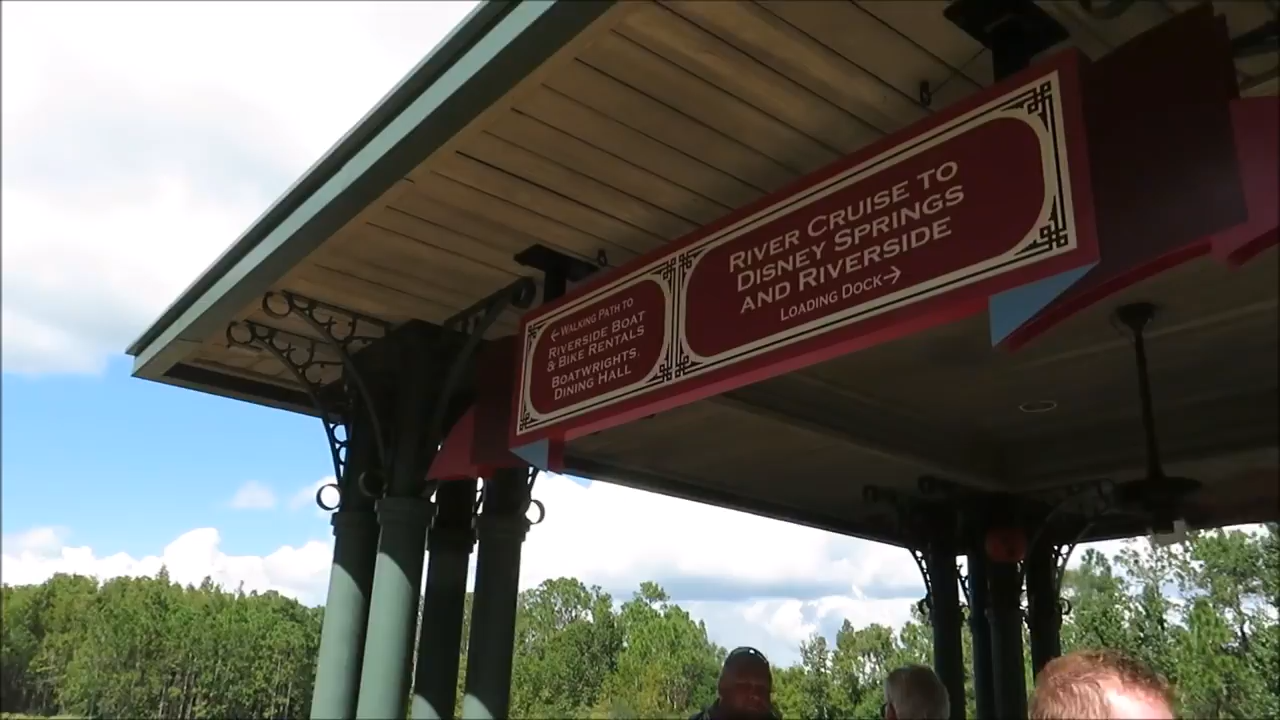 ← WALKING PATH TO
RIVERSIDE BOAT
& BIKE RENTALS
BOATWRIGHTS
DINING HALL
RIVER CRUISE TO
DISNEY SPRINGS
AND RIVERSIDE
LOADING DOCK →